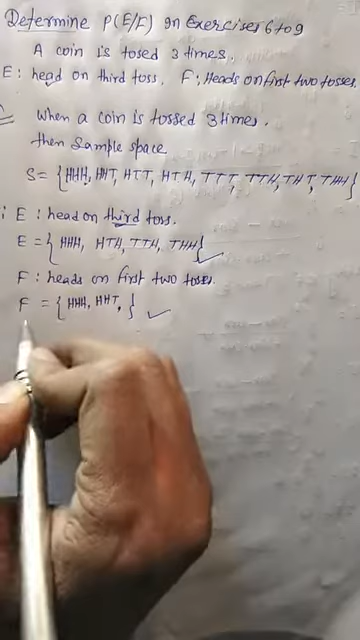 Determine P(E/F) in Exercises 6 to 9
A coin is tosed 3 times.
E: head on third toss. F: Heads on first two tosses.
When a coin is tossed 3 times.
then Sample space
S = {HHH, HHT, HTT, HTH, TTT, TTH, THT, THH}
: E : head on third toss.
E = {HHH, HTH, TTH, THH}
F : heads on first two tosses.
F = {HHH, HHT, }